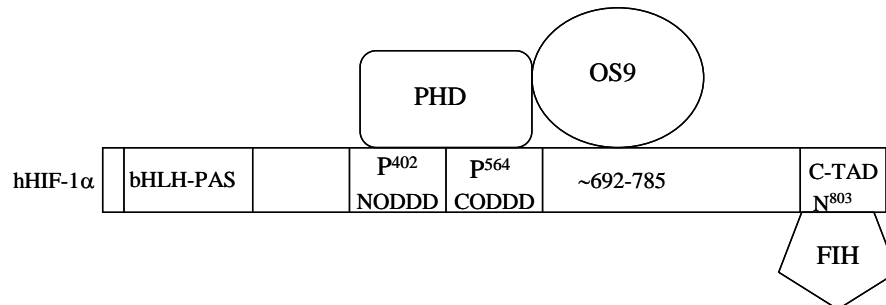 OS9
PHD
hHIF-1α
bHLH-PAS
P402
NODDD
P564
CODDD
~692-785
C-TAD
N803
FIH